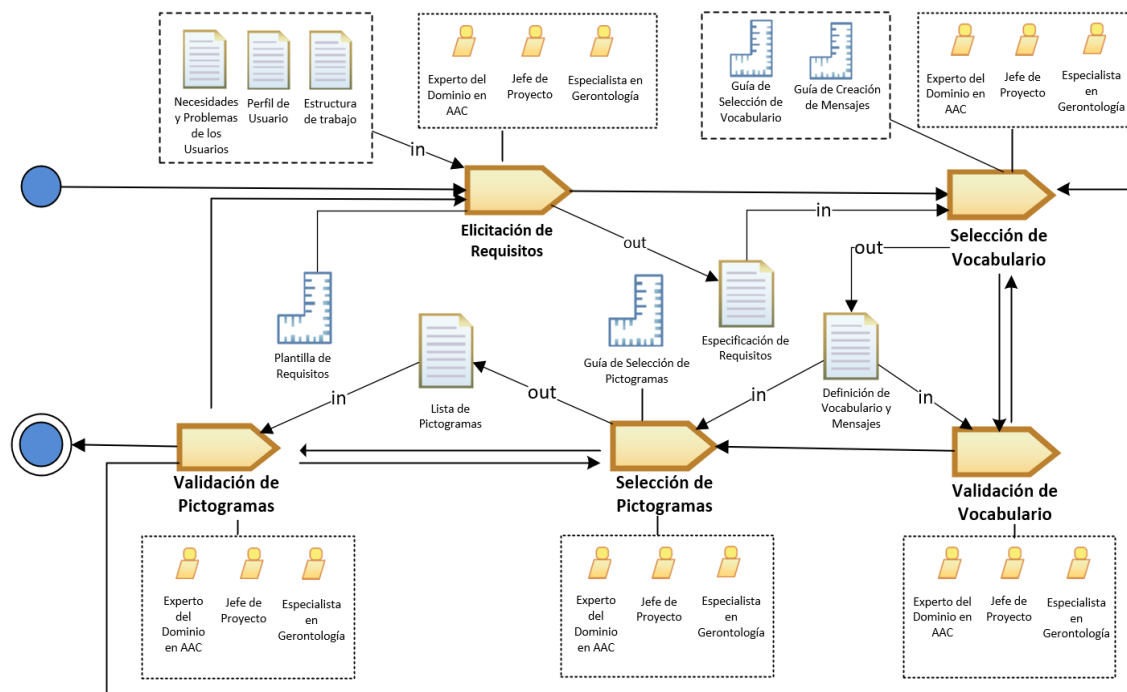 Necesidades
y Problemas
de los
Usuarios
Perfil de
Usuario
Estructura
de trabajo
Experto del
Dominio en
AAC
Jefe de
Proyecto
Especialista en
Gerontología
Guía de
Selección de
Vocabulario
Guía de Creación
de Mensajes
Experto del
Dominio en
AAC
Jefe de
Proyecto
Especialista
en
Gerontología
in
Elicitación de
Requisitos
in
Selección de
Vocabulario
out
out
Plantilla de
Requisitos
Lista de
Pictogramas
Guía de Selección de
Pictogramas
Especificación de
Requisitos
Definición de
Vocabulario y
Mensajes
in
out
in
in
Validación de
Pictogramas
Selección de
Pictogramas
Validación de
Vocabulario
Experto
del
Dominio
en AAC
Jefe de
Proyecto
Especialista
en
Gerontología
Experto
del
Dominio
en AAC
Jefe de
Proyecto
Especialista
en
Gerontología
Experto del
Dominio en
AAC
Jefe de
Proyecto
Especialista
en
Gerontología